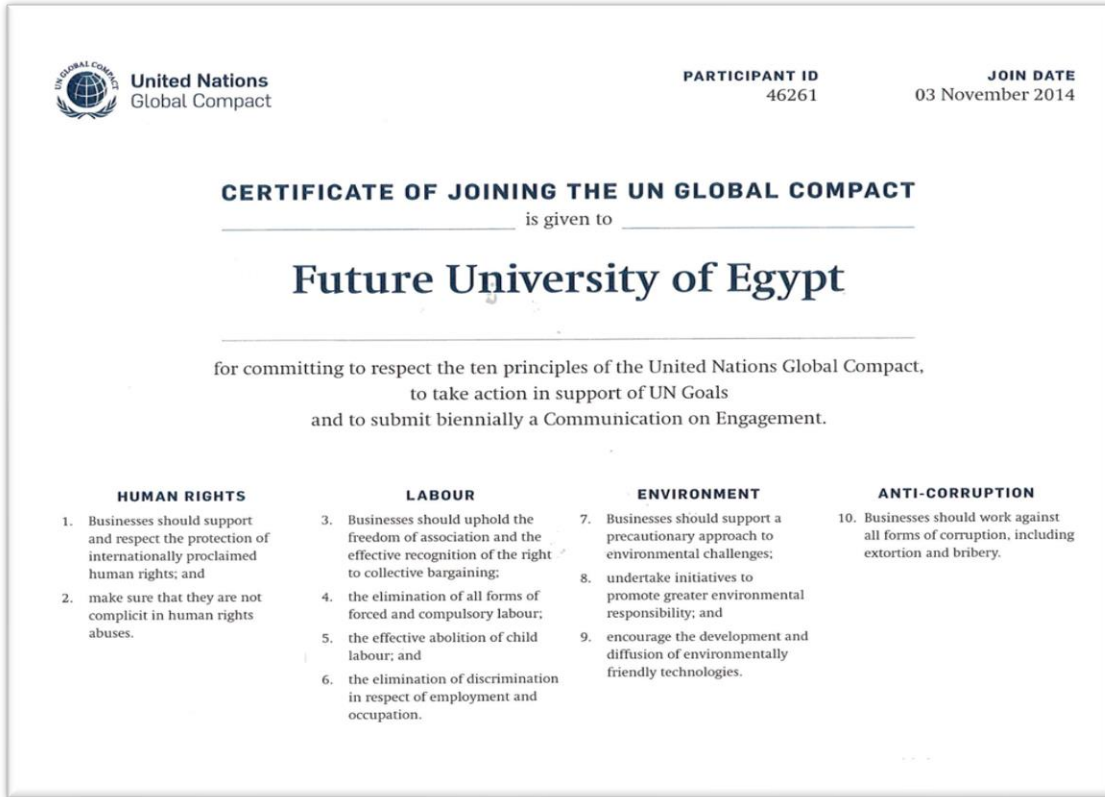 UN GLOBAL COMPACT
United Nations
Global Compact
PARTICIPANT ID
46261
JOIN DATE
03 November 2014
CERTIFICATE OF JOINING THE UN GLOBAL COMPACT
is given to
Future University of Egypt
for committing to respect the ten principles of the United Nations Global Compact,
to take action in support of UN Goals
and to submit biennially a Communication on Engagement.
HUMAN RIGHTS
1. Businesses should support
and respect the protection of
internationally proclaimed
human rights; and
2. make sure that they are not
complicit in human rights
abuses.
LABOUR
3. Businesses should uphold the
freedom of association and the
effective recognition of the right
to collective bargaining;
4. the elimination of all forms of
forced and compulsory labour;
5. the effective abolition of child
labour; and
6. the elimination of discrimination
in respect of employment and
occupation.
ENVIRONMENT
7. Businesses should support a
precautionary approach to
environmental challenges;
8. undertake initiatives to
promote greater environmental
responsibility; and
9. encourage the development and
diffusion of environmentally
friendly technologies.
ANTI-CORRUPTION
10. Businesses should work against
all forms of corruption, including
extortion and bribery.